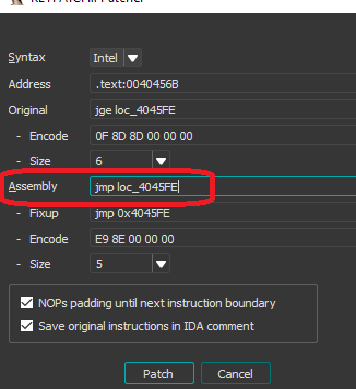 KEYPATCH:: Patcher
Syntax Intel
Address .text:0040456B
Original jge loc_4045FE
- Encode 0F 8D 8D 00 00 00
- Size 6
Assembly jmp loc_4045FE
- Fixup jmp 0x4045FE
- Encode E9 8E 00 00 00
- Size 5
NOPs padding until next instruction boundary
Save original instructions in IDA comment
Patch Cancel